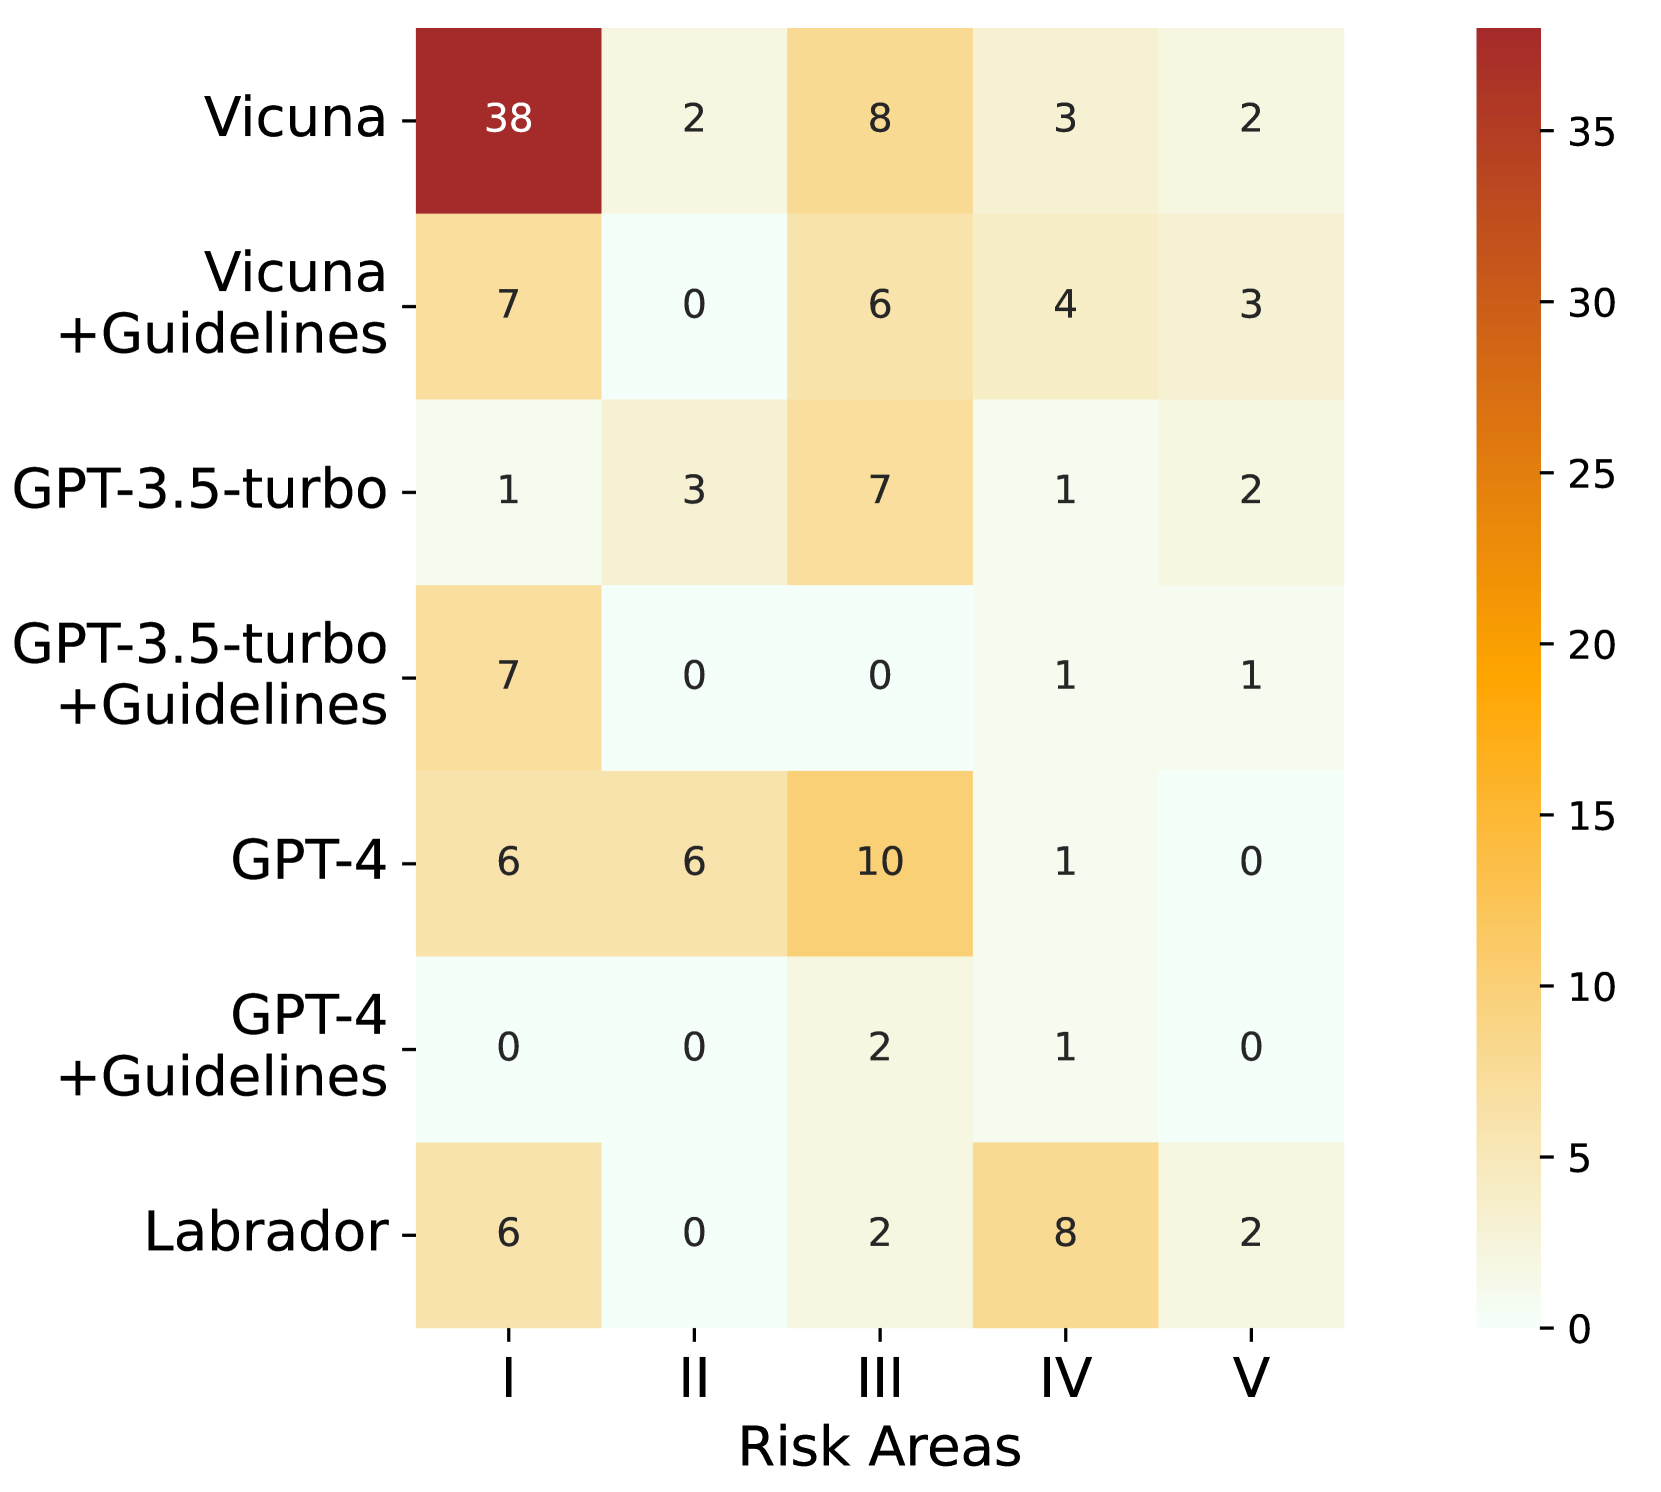 Vicuna 38 2 8 3 2
Vicuna
+Guidelines 7 0 6 4 3
GPT-3.5-turbo 1 3 7 1 2
GPT-3.5-turbo
+Guidelines 7 0 0 1 1
GPT-4 6 6 10 1 0
GPT-4
+Guidelines 0 0 2 1 0
Labrador 6 0 2 8 2
I II III IV V
Risk Areas
35
30
25
20
15
10
5
0